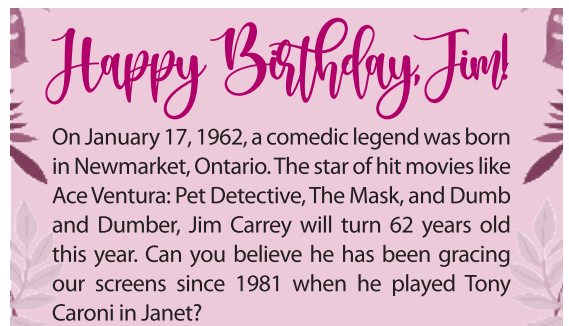 Happy Birthday, Jim!
On January 17, 1962, a comedic legend was born
in Newmarket, Ontario. The star of hit movies like
Ace Ventura: Pet Detective, The Mask, and Dumb
and Dumber, Jim Carrey will turn 62 years old
this year. Can you believe he has been gracing
our screens since 1981 when he played Tony
Caroni in Janet?